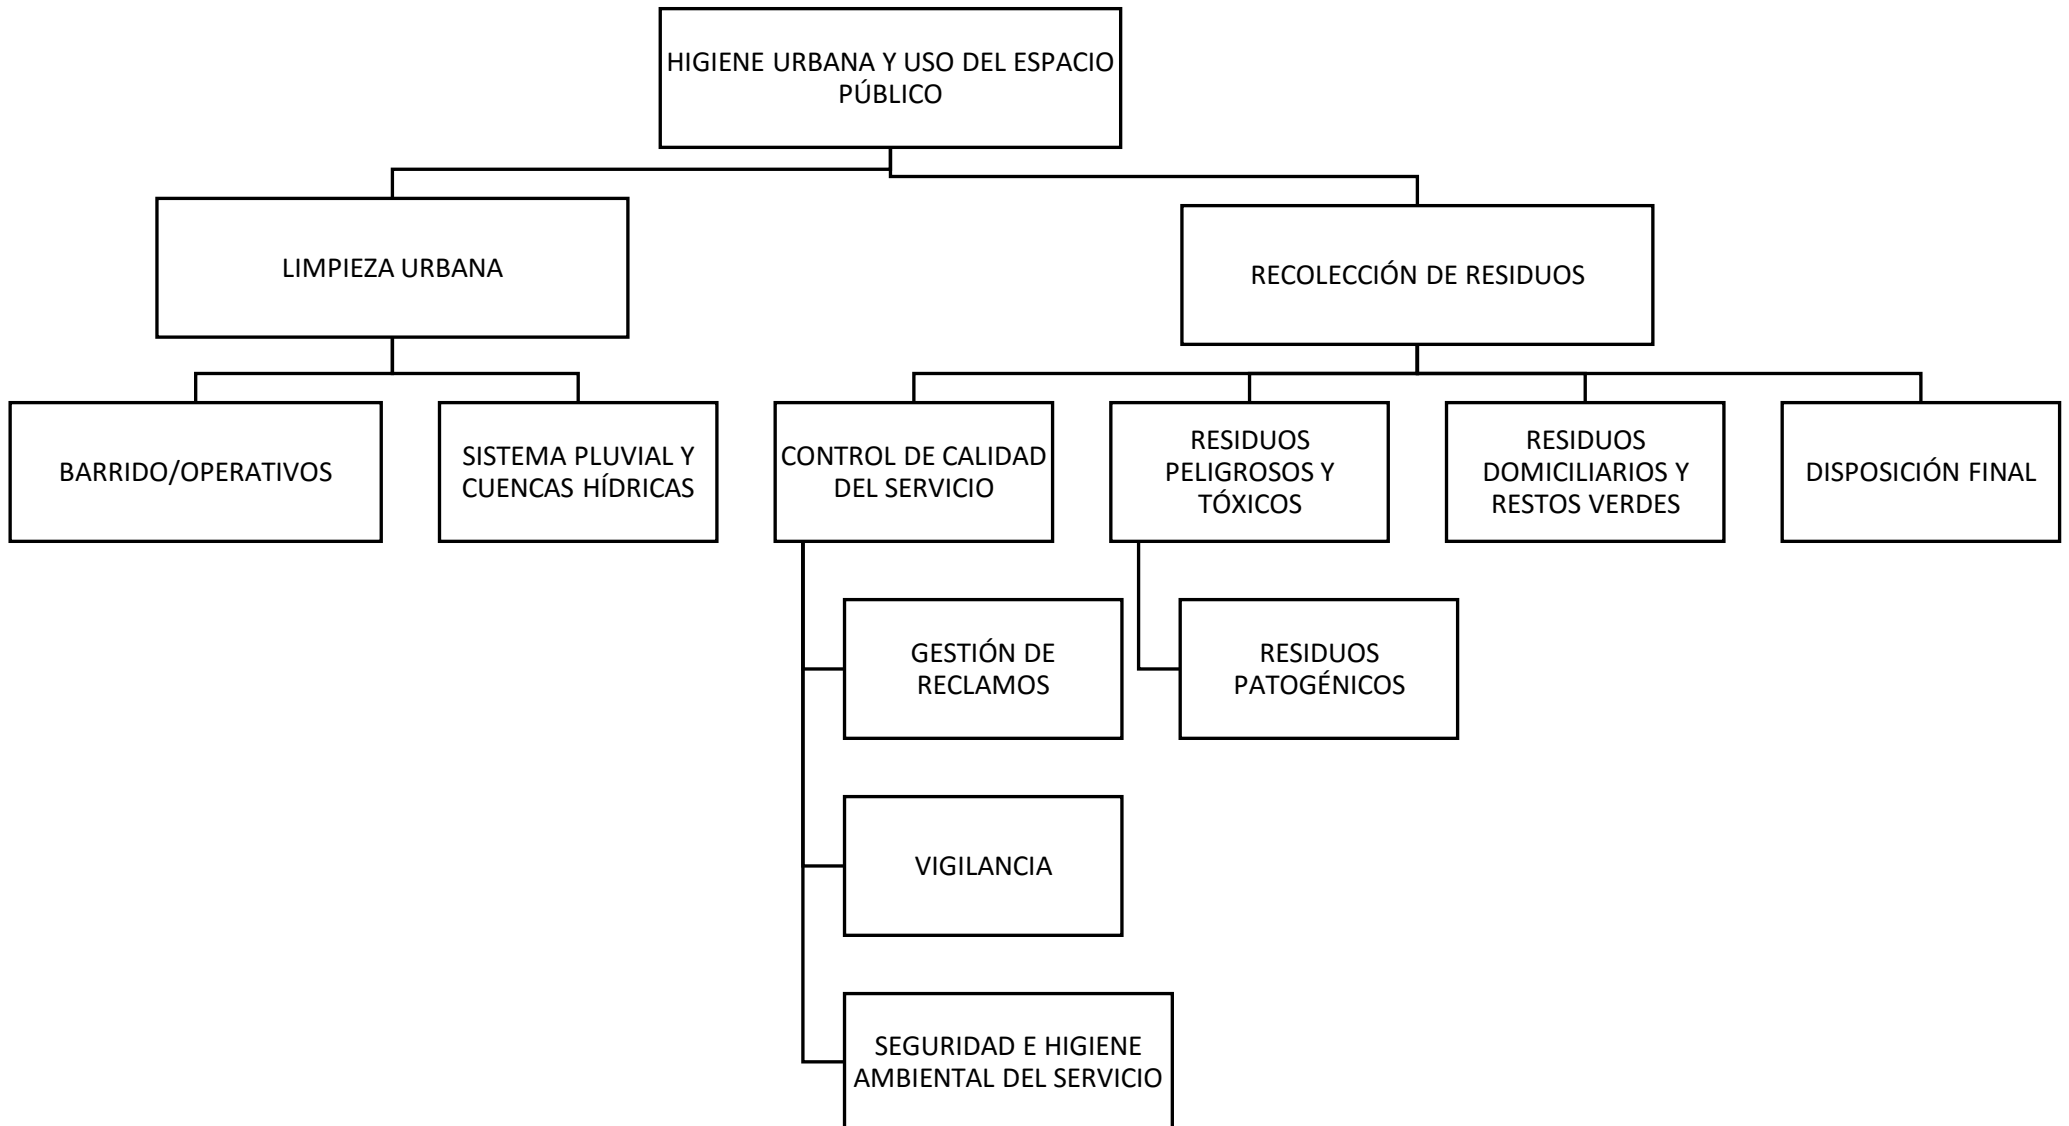 HIGIENE URBANA Y USO DEL ESPACIO
PÚBLICO
LIMPIEZA URBANA
RECOLECCIÓN DE RESIDUOS
BARRIDO/OPERATIVOS
SISTEMA PLUVIAL Y
CUENCAS HÍDRICAS
CONTROL DE CALIDAD
DEL SERVICIO
RESIDUOS
PELIGROSOS Y
TÓXICOS
RESIDUOS
DOMICILIARIOS Y
RESTOS VERDES
DISPOSICIÓN FINAL
GESTIÓN DE
RECLAMOS
RESIDUOS
PATOGÉNICOS
VIGILANCIA
SEGURIDAD E HIGIENE
AMBIENTAL DEL SERVICIO